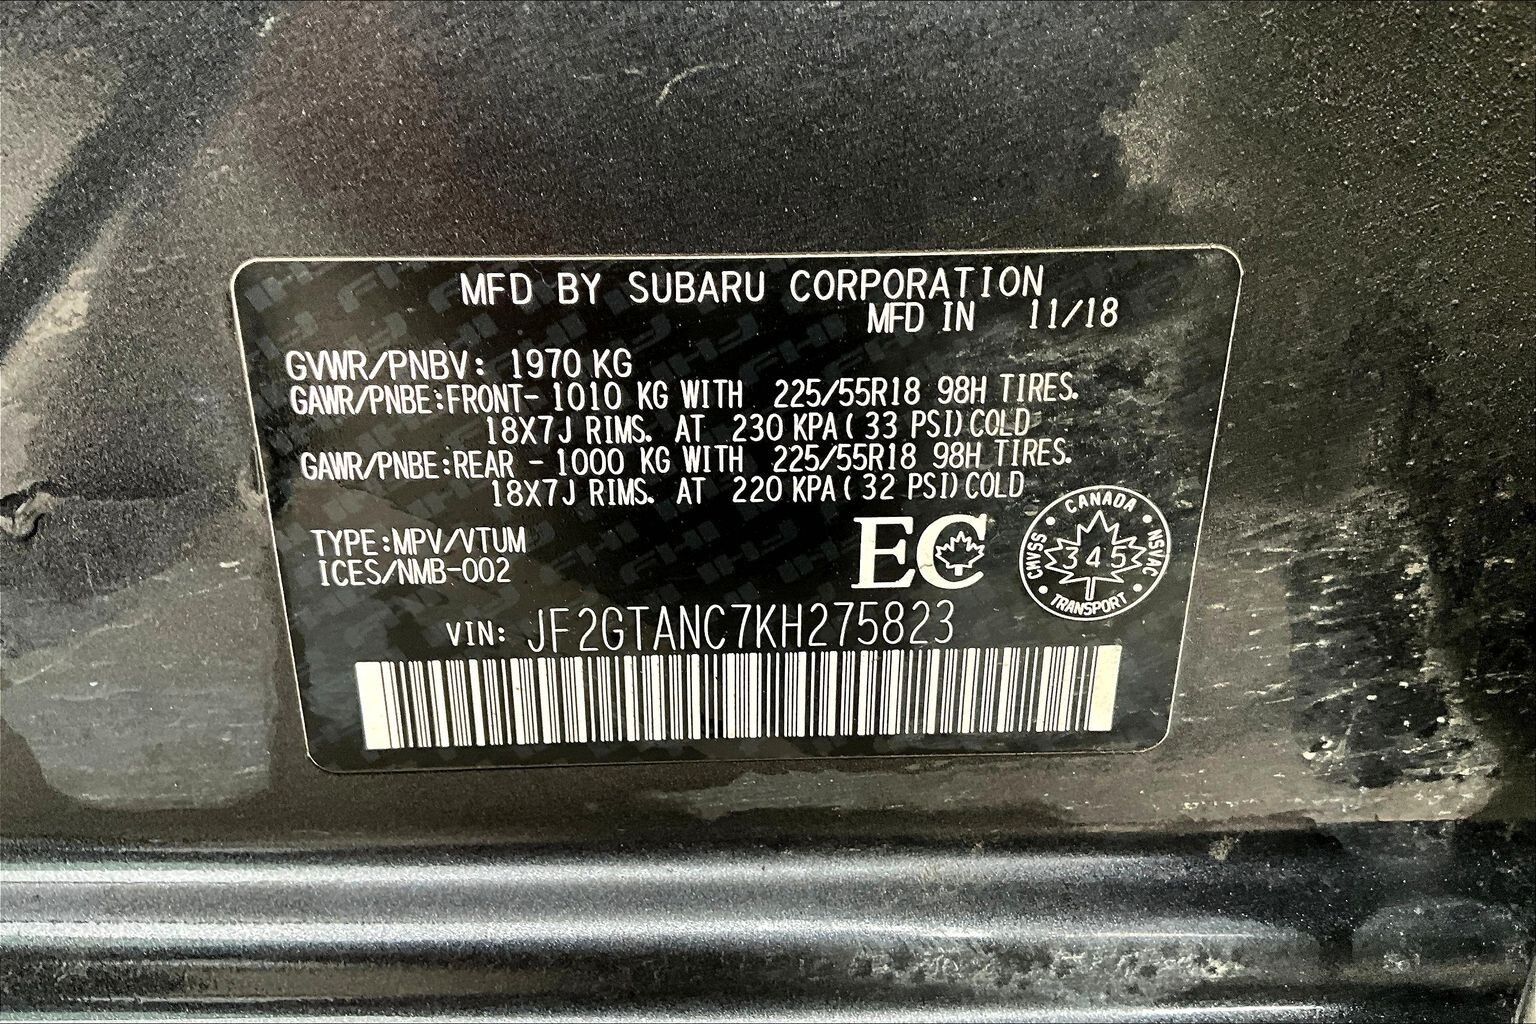 MFD BY SUBARU CORPORATION
MFD IN 11/18
GVWR/PNBV: 1970 KG
GAWR/PNBE:FRONT- 1010 KG WITH 225/55R18 98H TIRES.
18X7J RIMS. AT 230 KPA( 33 PSI)COLD
GAWR/PNBE:REAR - 1000 KG WITH 225/55R18 98H TIRES.
18X7J RIMS. AT 220 KPA( 32 PSI)COLD
TYPE:MPV/VTUM
ICES/NMB-002
EC
CANADA
CMVSS 345 NSVAC
TRANSPORT
VIN: JF2GTANC7KH275823